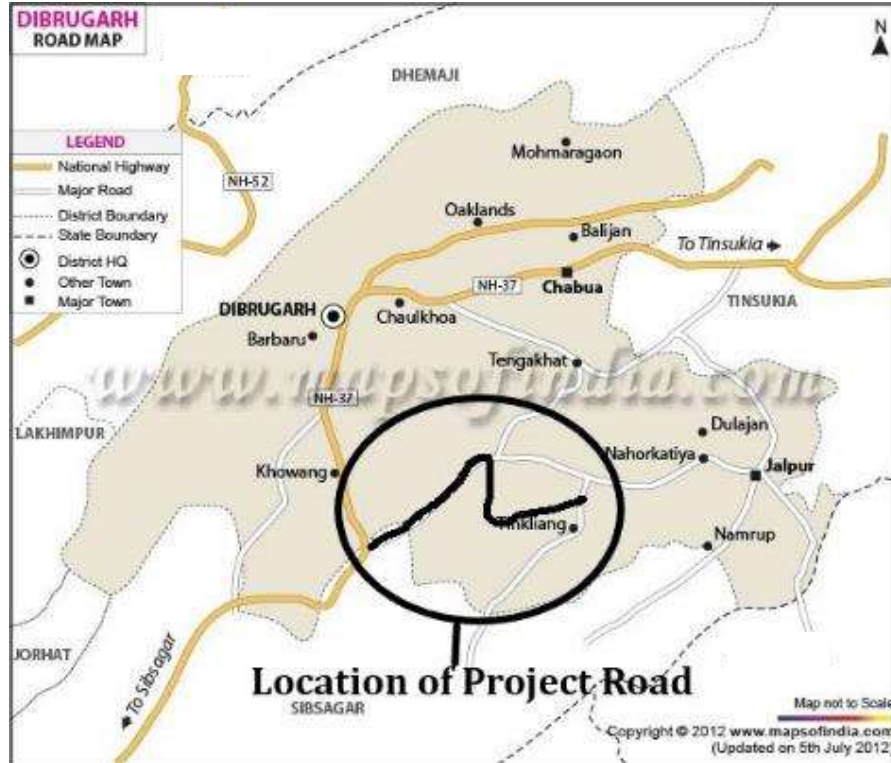 DIBRUGARH
ROAD MAP
N
DHEMAJI
LEGEND
National Highway
Major Road
District Boundary
State Boundary
District HQ
Other Town
Major Town
NH-52
Mohmaragaon
Oaklands
Balijan
To Tinsukia
NH-37
Chabua
TINSUKIA
DIBRUGARH
Chaulkhoa
Barbaru
Tengakhat
www.mapsofindia.com
NH-37
LAKHIMPUR
Dulajan
Nahorkatiya
Jalpur
Khowang
Tinkliang
Namrup
JORHAT
To Sibsagar
Location of Project Road
SIBSAGAR
Map not to Scale
Copyright © 2012 www.mapsofindia.com
(Updated on 5th July 2012)